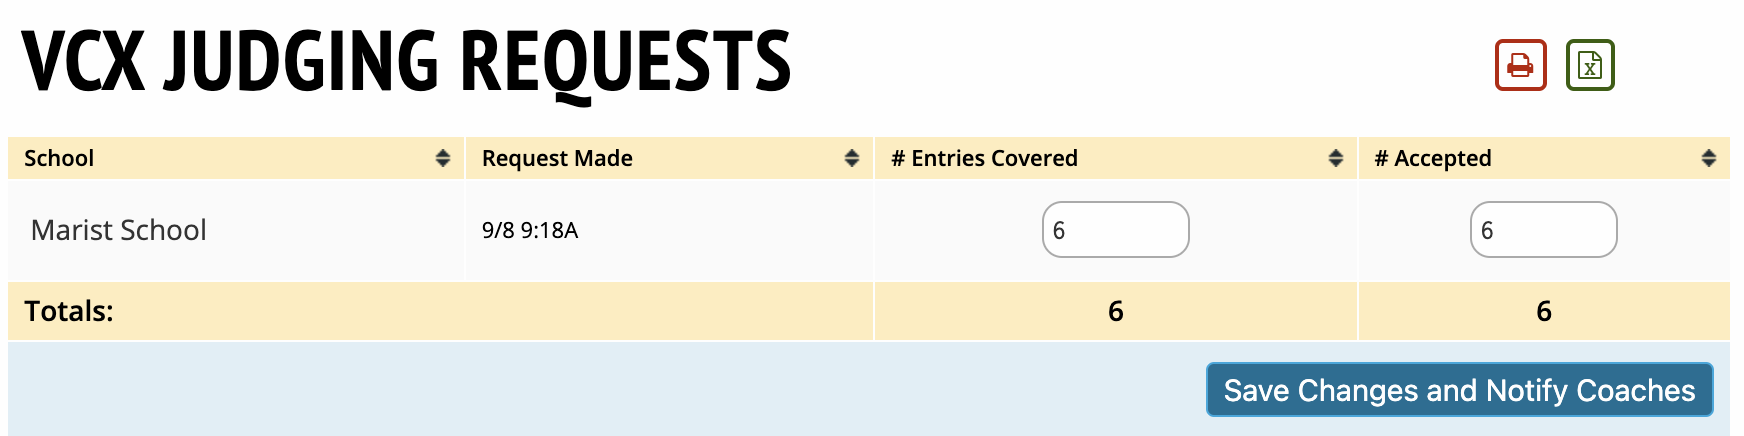 VCX JUDGING REQUESTS
School Request Made # Entries Covered # Accepted
Marist School 9/8 9:18A 6 6
Totals: 6 6
Save Changes and Notify Coaches